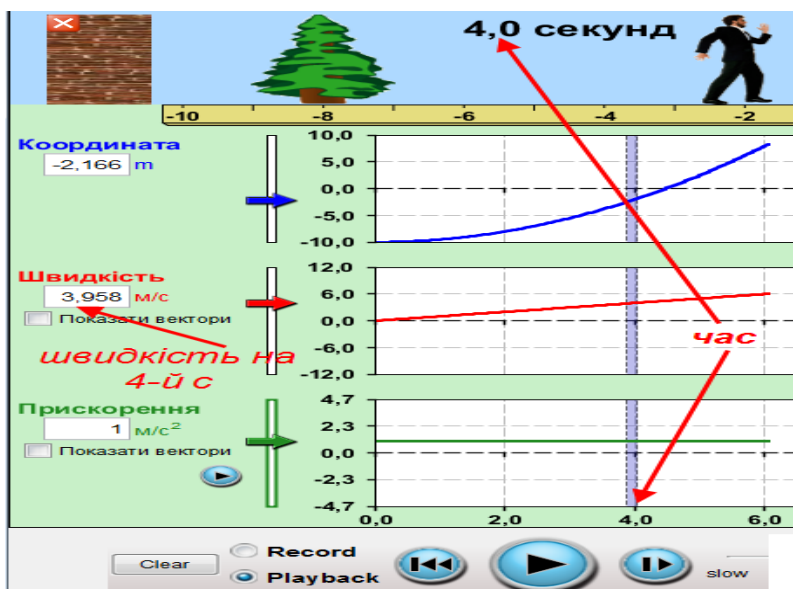 4,0 секунд
-10
-8
-6
-4
-2
Координата
-2,166 m
10,0
5,0
0,0
-5,0
-10,0
Швидкість
3,958 м/с
Показати вектори
12,0
6,0
0,0
-6,0
-12,0
швидкість на
4-й с
час
Прискорення
1 м/с²
Показати вектори
4,7
2,3
0,0
-2,3
-4,7
0,0
2,0
4,0
6,0
Clear
Record
Playback
slow